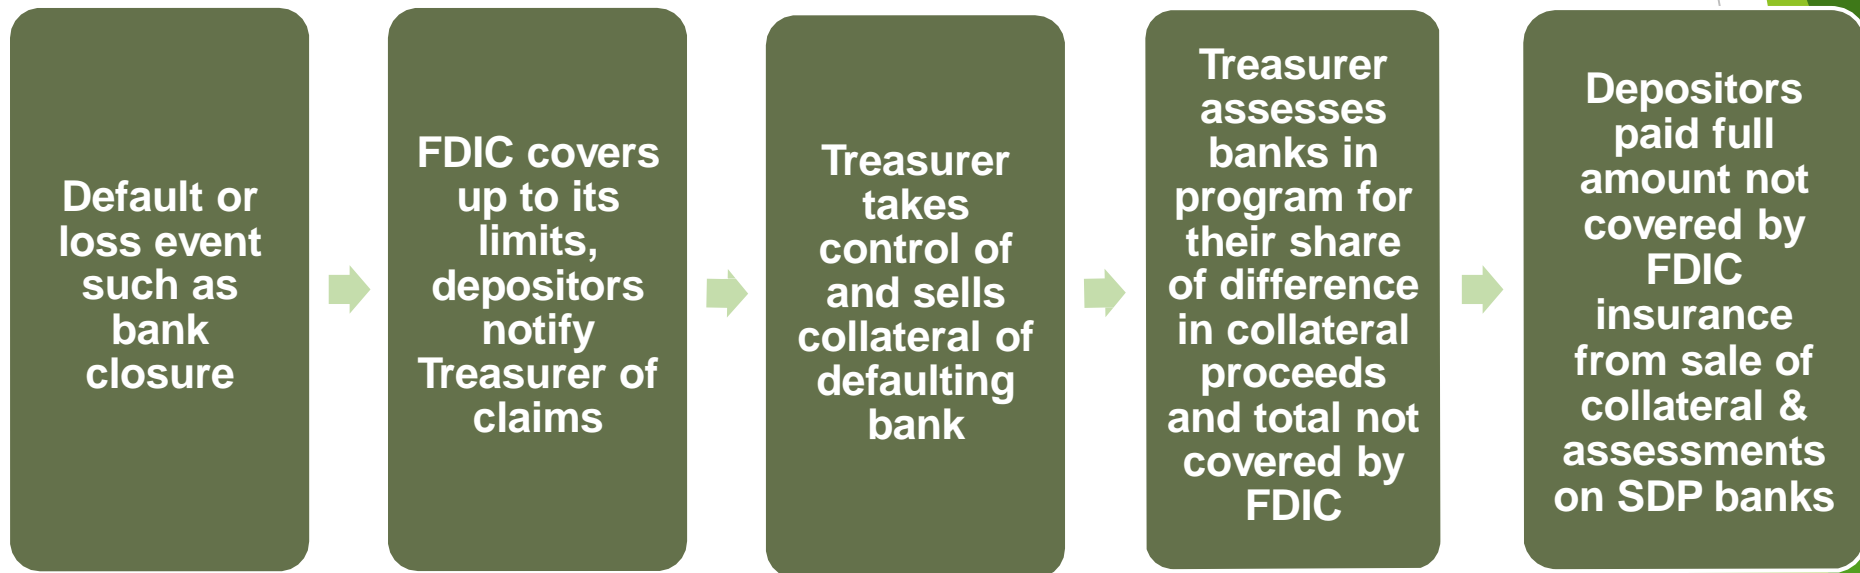 Default or
loss event
such as
bank
closure
FDIC covers
up to its
limits,
depositors
notify
Treasurer of
claims
Treasurer
takes
control of
and sells
collateral of
defaulting
bank
Treasurer
assesses
banks in
program for
their share
of difference
in collateral
proceeds
and total not
covered by
FDIC
Depositors
paid full
amount not
covered by
FDIC
insurance
from sale of
collateral &
assessments
on SDP banks